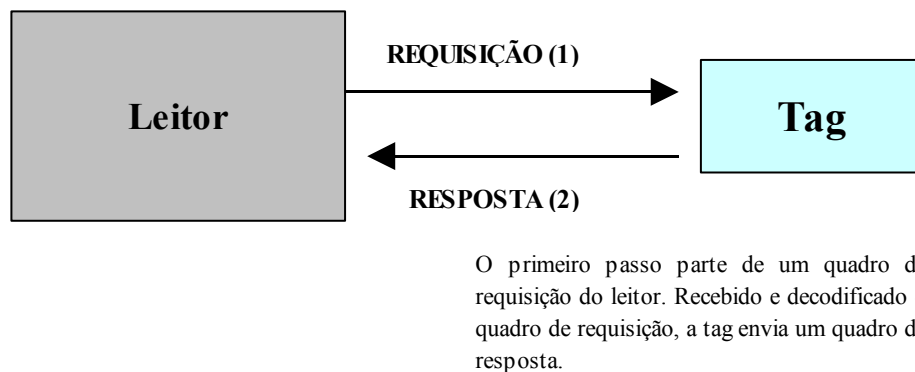 REQUISIÇÃO (1)
Leitor
Tag
RESPOSTA (2)
O primeiro passo parte de um quadro d
requisição do leitor. Recebido e decodificado
quadro de requisição, a tag envia um quadro d
resposta.